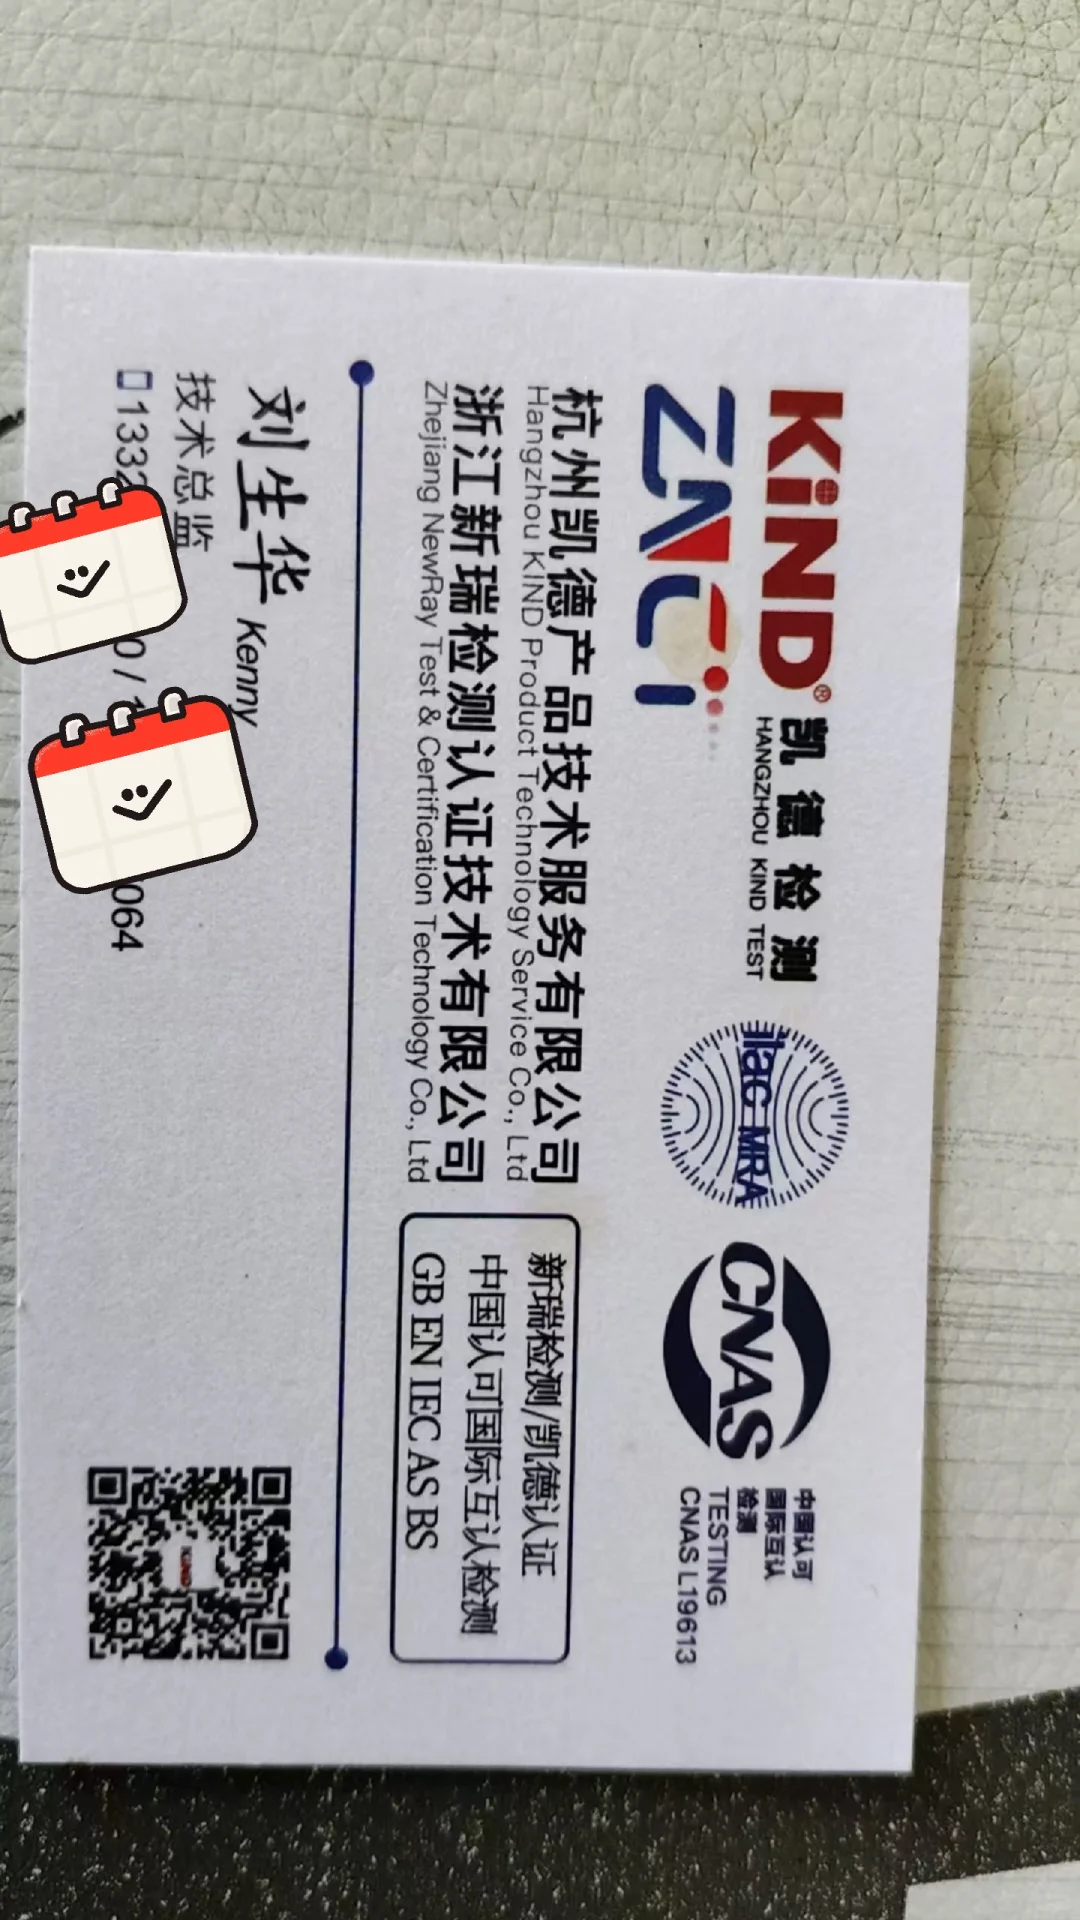 KiND® 凯德检测
HANGZHOU KIND TEST
ilac-MRA
CNAS
中国认可
国际互认
检测
TESTING
CNAS L19613
杭州凯德产品技术服务有限公司
Hangzhou KIND Product Technology Service Co., Ltd
浙江新瑞检测认证技术有限公司
Zhejiang NewRay Test & Certification Technology Co., Ltd
新瑞检测/凯德认证
中国认可国际互认检测
GB EN IEC AS BS
刘生华 Kenny
技术总监
133 0 / 1 064